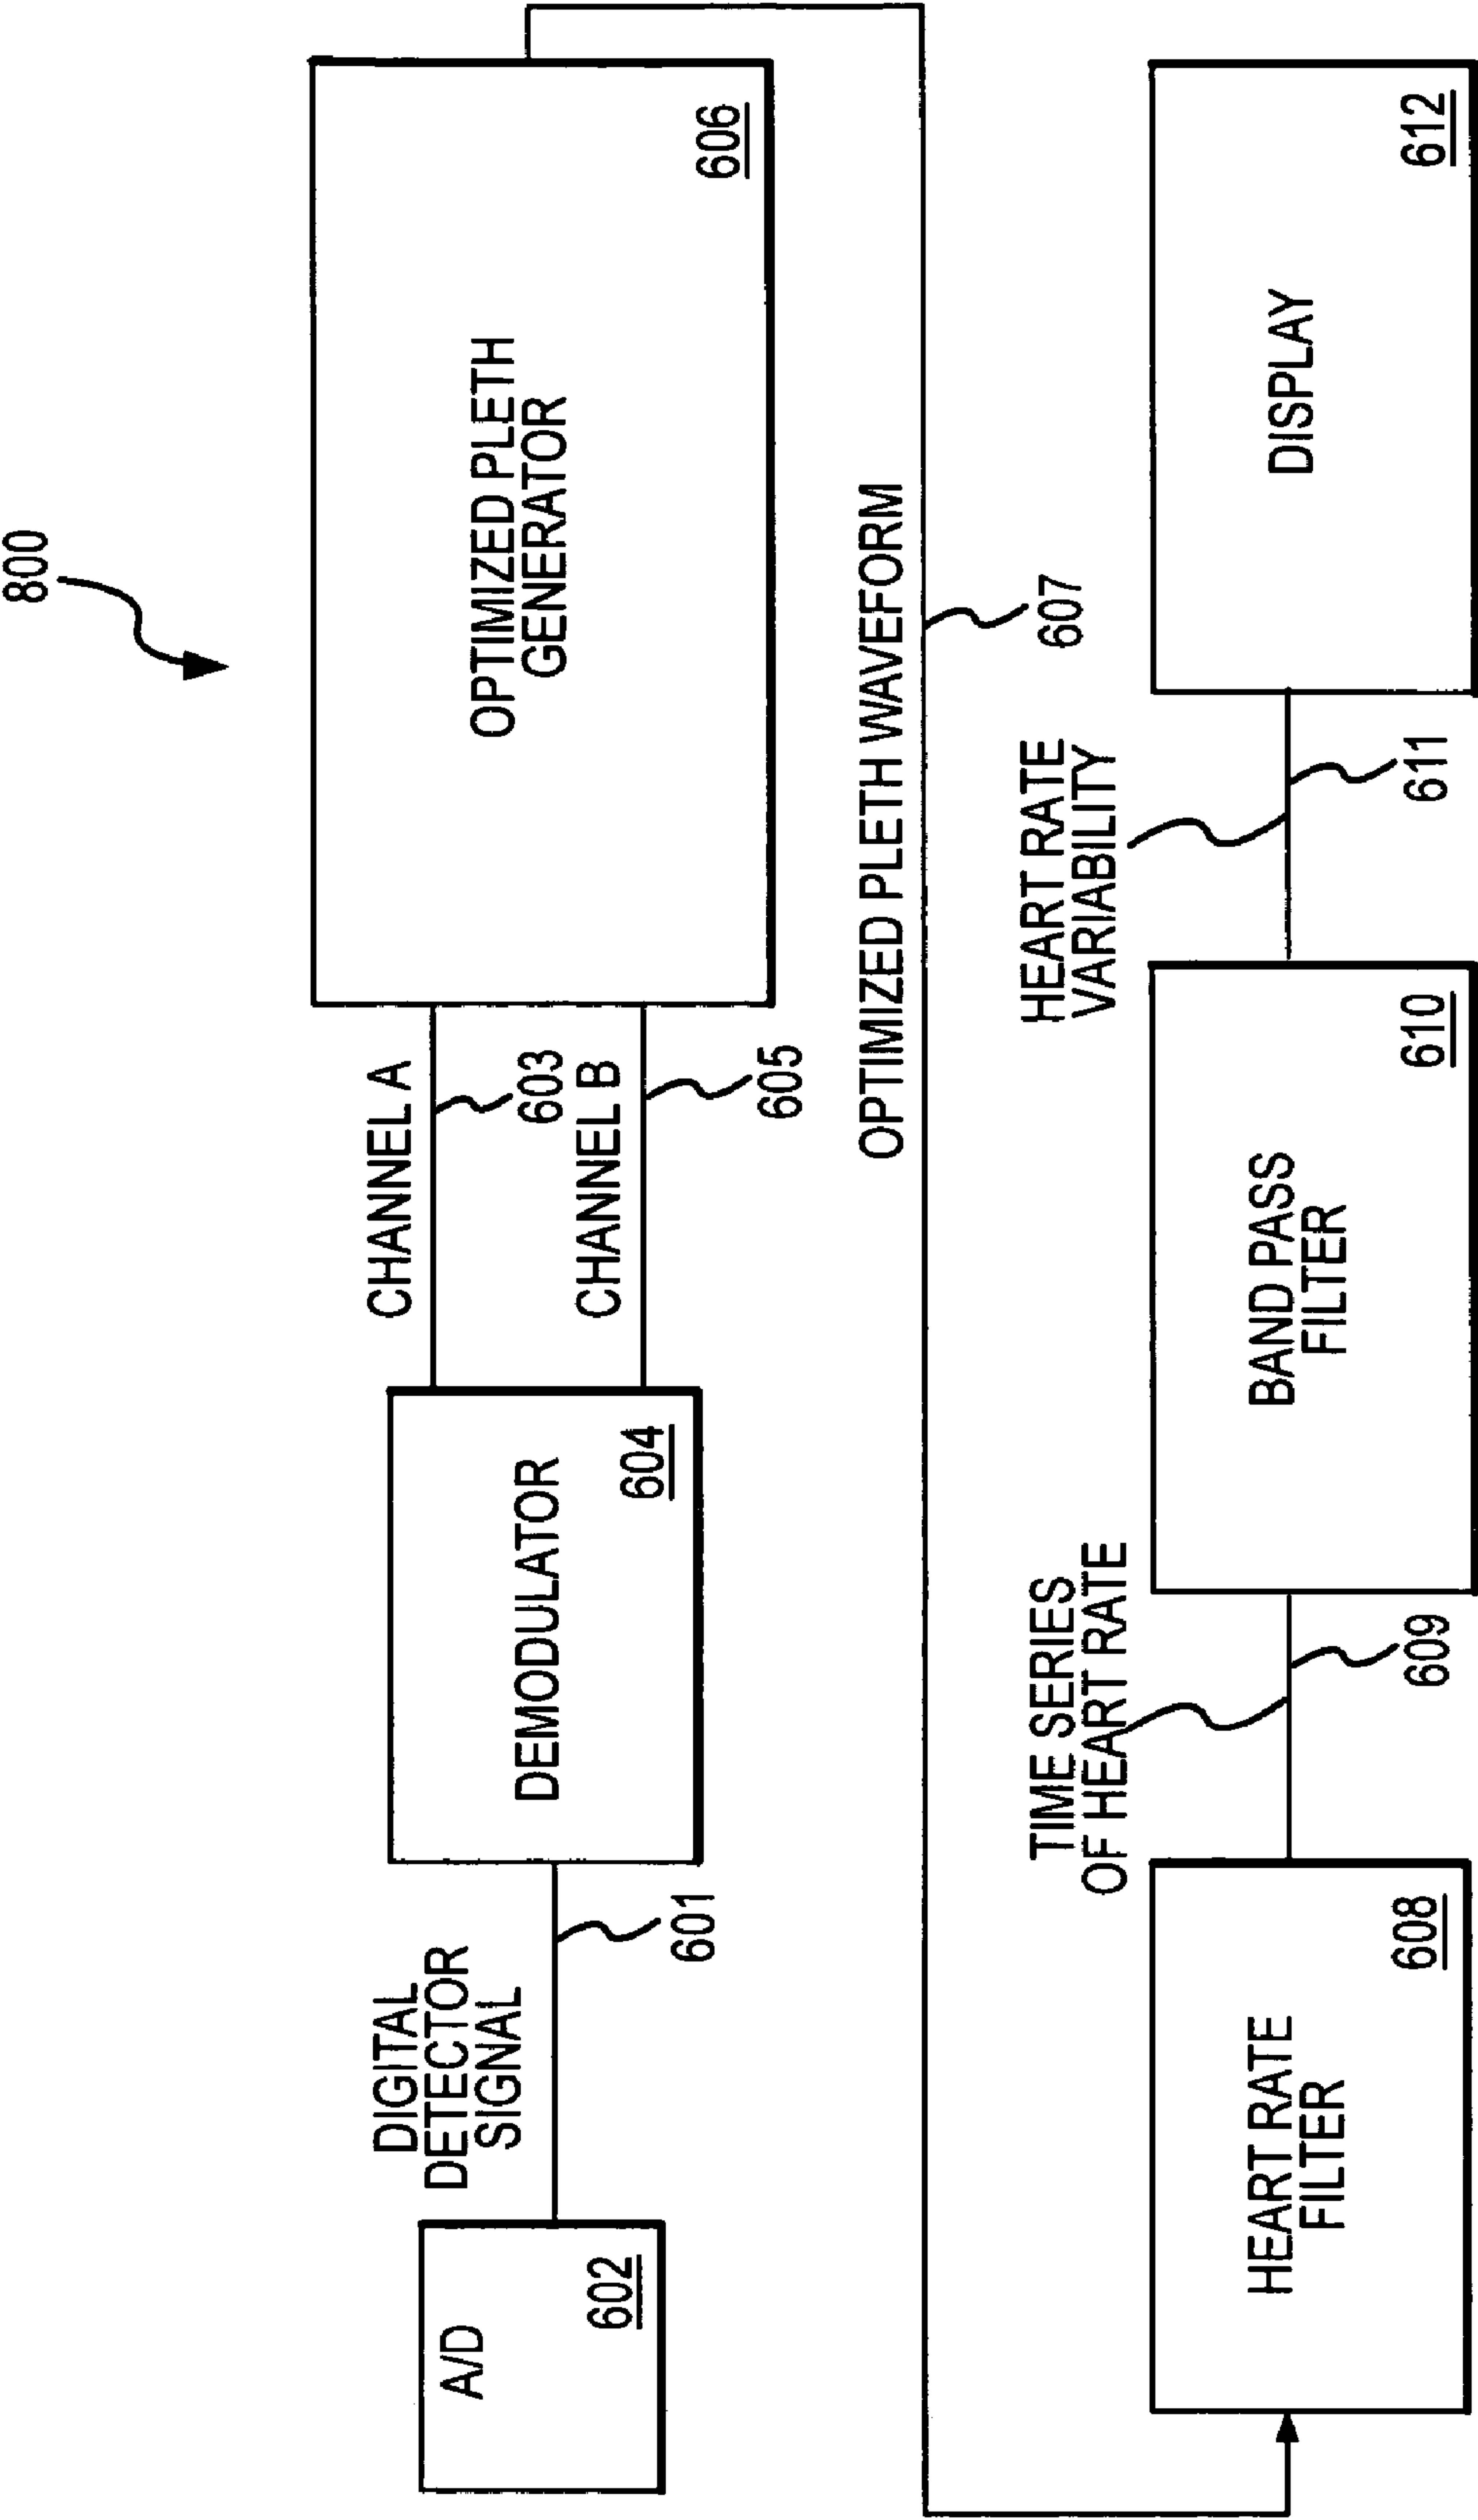 800
A/D
602
DIGITAL
DETECTOR
SIGNAL
601
DEMODULATOR
604
CHANNEL A
603
CHANNEL B
605
OPTIMIZED PLETH
GENERATOR
606
OPTIMIZED PLETH WAVEFORM
607
HEART RATE
FILTER
608
TIME SERIES
OF HEART RATE
609
BAND PASS
FILTER
610
HEART RATE
VARIABILITY
611
DISPLAY
612